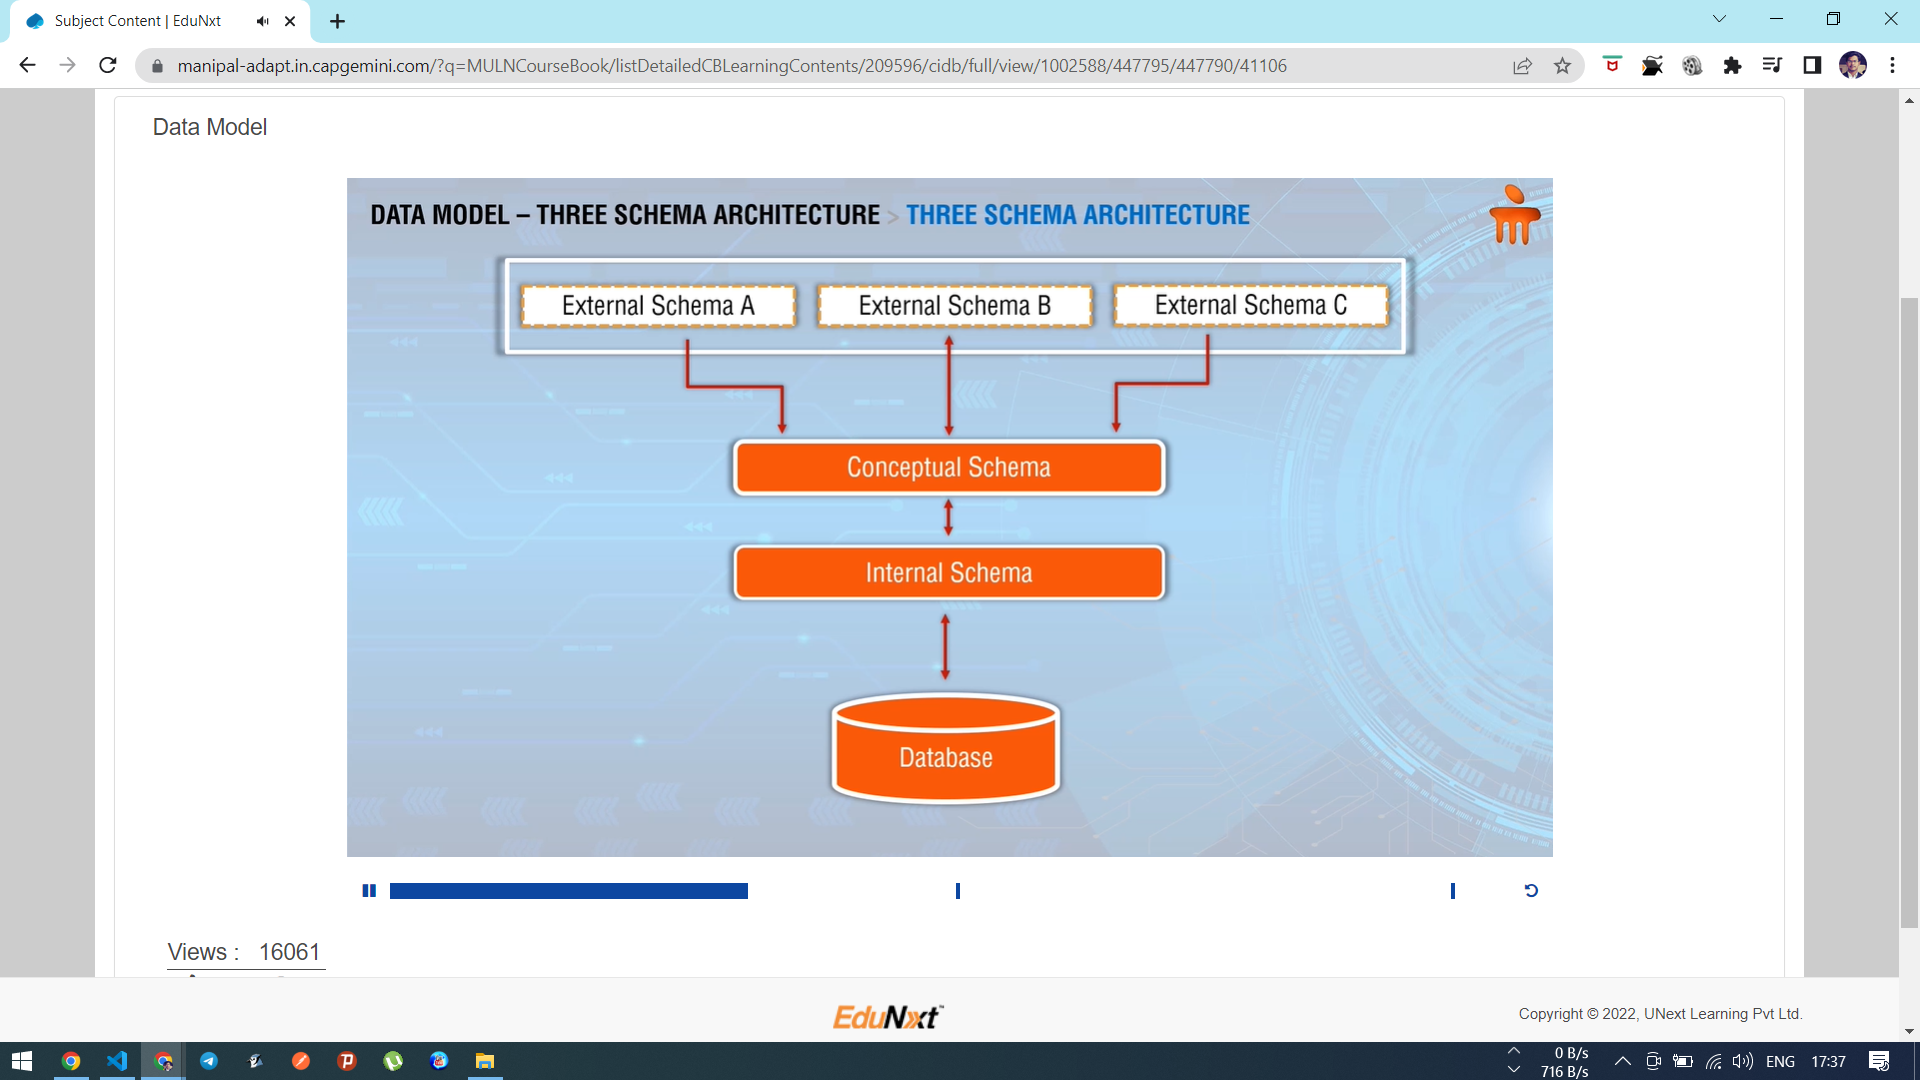 Subject Content | EduNxt
manipal-adapt.in.capgemini.com/?q=MULNCourseBook/listDetailedCBLearningContents/209596/cidb/full/view/1002588/447795/447790/41106
Data Model
DATA MODEL – THREE SCHEMA ARCHITECTURE > THREE SCHEMA ARCHITECTURE
External Schema A External Schema B External Schema C
Conceptual Schema
Internal Schema
Database
Views : 16061
EduNxt™
Copyright © 2022, UNext Learning Pvt Ltd.
0 B/s
716 B/s
ENG 17:37